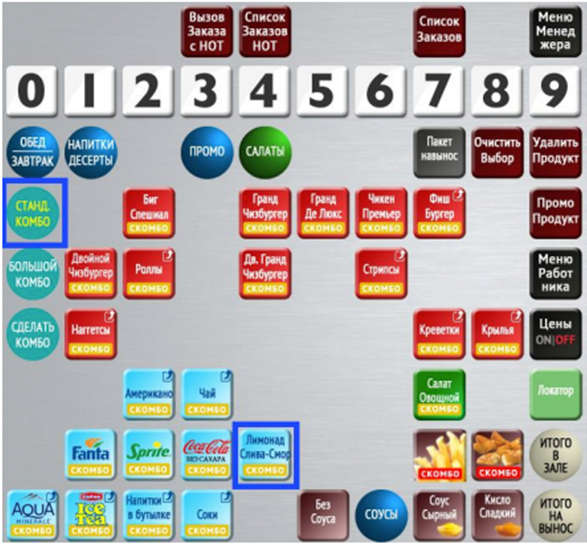 Вызов Заказа с НОТ
Список Заказов НОТ
Список Заказов
Меню Менед жера
0 1 2 3 4 5 6 7 8 9
ОБЕД ЗАВТРАК
НАПИТКИ ДЕСЕРТЫ
ПРОМО
САЛАТЫ
Пакет навынос
Очистить Выбор
Удалить Продукт
СТАНД. КОМБО
Биг Спешиал СКОМБО
Гранд Чизбургер СКОМБО
Гранд Де Люкс СКОМБО
Чикен Премьер СКОМБО
Фиш Бургер СКОМБО
Промо Продукт
БОЛЬШОЙ КОМБО
Двойной Чизбургер СКОМБО
Роллы СКОМБО
Дв. Гранд Чизбургер СКОМБО
Стрипсы СКОМБО
Меню Работ ника
СДЕЛАТЬ КОМБО
Наггетсы СКОМБО
Креветки СКОМБО
Крылья СКОМБО
Цены ON|OFF
Американо СКОМБО
Чай СКОМБО
Салат Овощной СКОМБО
Локатор
Fanta СКОМБО
Sprite СКОМБО
Coca-Cola БЕЗ САХАРА СКОМБО
Лимонад Слива-Смор СКОМБО
СКОМБО
СКОМБО
ИТОГО В ЗАЛЕ
AQUA MINERALE СКОМБО
Lipton ICE TEA СКОМБО
Напитки в бутылке СКОМБО
Соки СКОМБО
Без Соуса
СОУСЫ
Соус Сырный
Кисло Сладкий
ИТОГО НА ВЫНОС